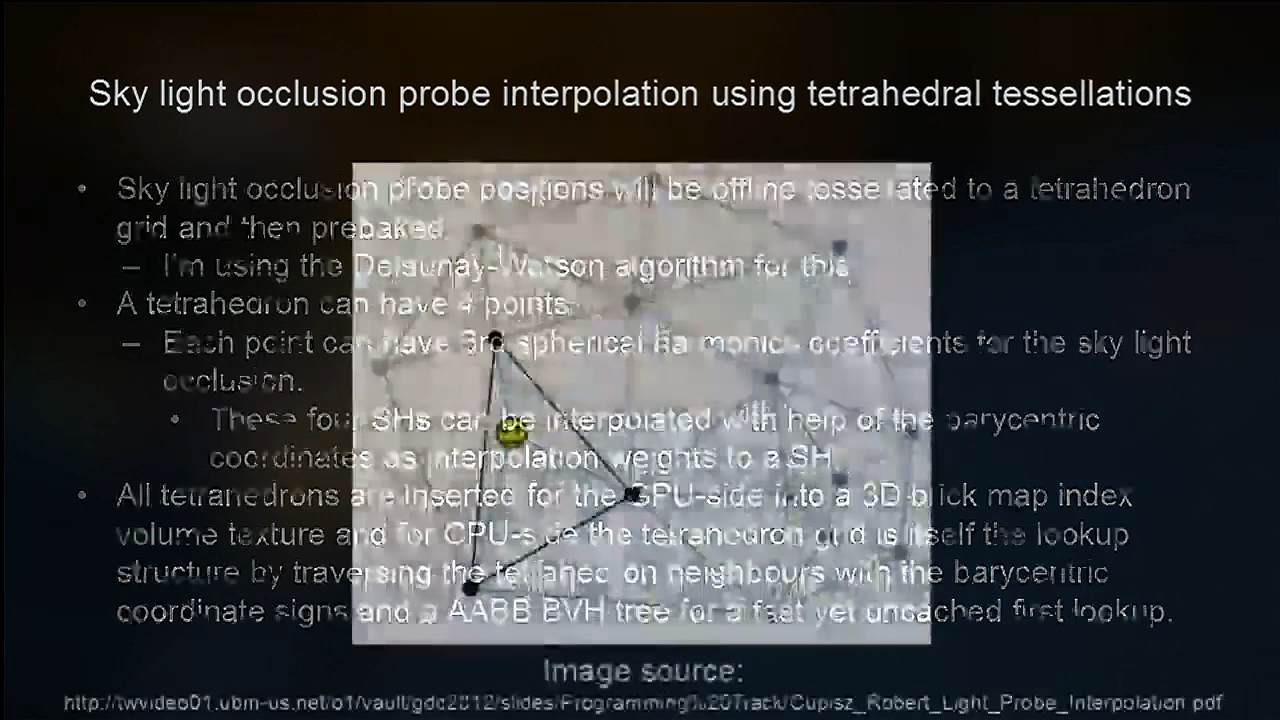 Sky light occlusion probe interpolation using tetrahedral tessellations
• Sky light occlusion probe positions will be offline tessellated to a tetrahedron
grid and then prebaked.
– I'm using the Delaunay-Watson algorithm for this.
• A tetrahedron can have 4 points.
– Each point can have 3rd spherical harmonic coefficients for the sky light
occlusion.
• These four SHs can be interpolated with help of the barycentric
coordinates as interpolation weights to a SH.
• All tetrahedrons are inserted for the GPU-side into a 3D brick map index
volume texture and for CPU-side the tetrahedron grid is itself the lookup
structure by traversing the tetrahedron neighbours with the barycentric
coordinate signs and a AABB BVH tree for a fast yet uncached first lookup.
Image source:
http://twvideo01.ubm-us.net/o1/vault/gdc2012/slides/Programming%20Track/Cupisz_Robert_Light_Probe_Interpolation.pdf